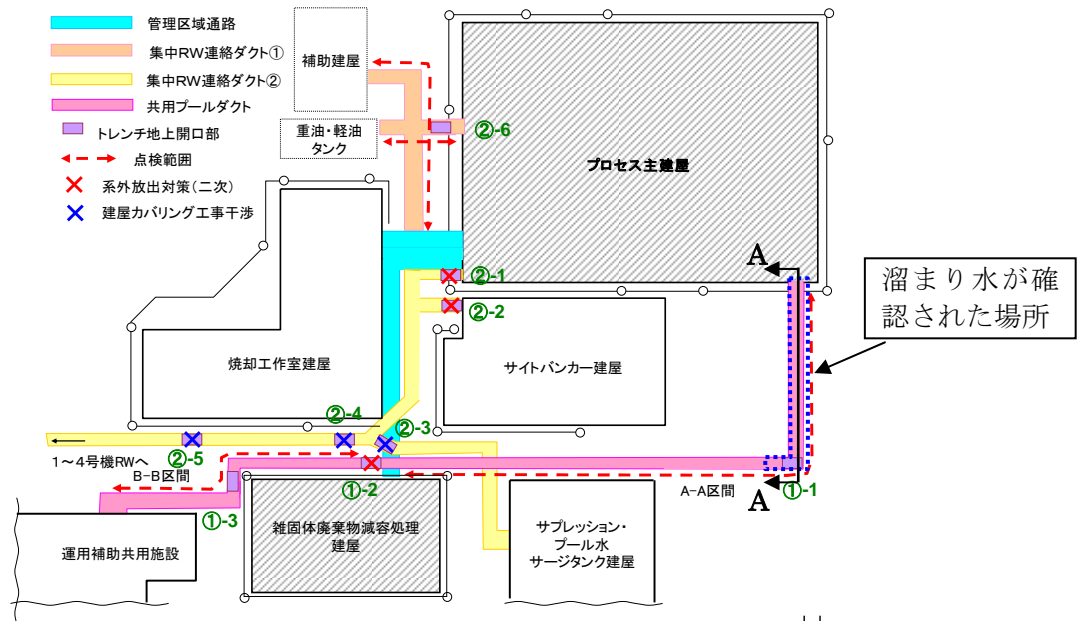 管理区域通路
集中RW連絡ダクト①
集中RW連絡ダクト②
共用プールダクト
トレンチ地上開口部
点検範囲
系外放出対策(二次)
建屋カバリング工事干渉
補助建屋
重油・軽油
タンク
②-6
プロセス主建屋
②-1
②-2
A
溜まり水が確
認された場所
焼却工作室建屋
サイトバンカー建屋
②-4
②-3
②-5
1～4号機RWへ
B-B区間
①-2
A-A区間
A
①-1
①-3
雑固体廃棄物減容処理
建屋
運用補助共用施設
サプレッション・
プール水
サージタンク建屋